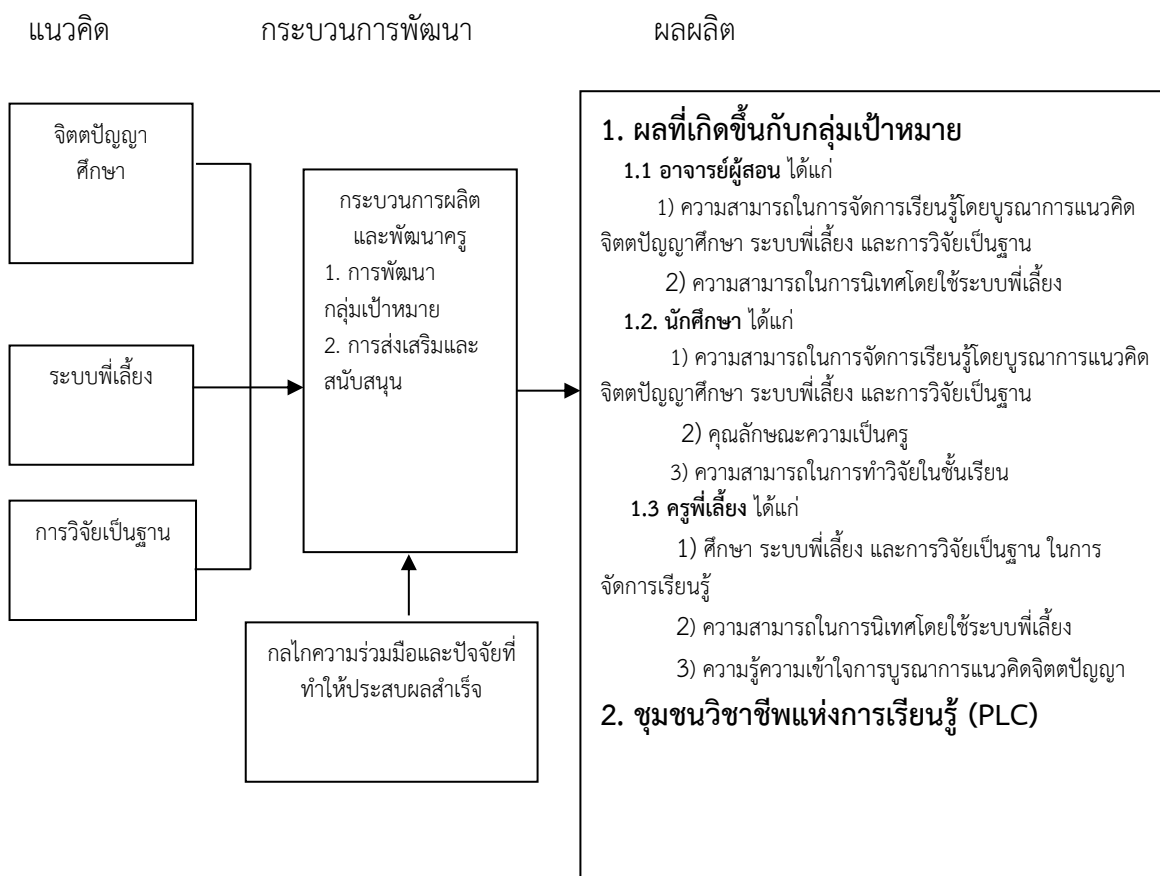 แนวคิด กระบวนการพัฒนา ผลผลิต
จิตตปัญญา
ศึกษา
ระบบพี่เลี้ยง
การวิจัยเป็นฐาน
กระบวนการผลิต
และพัฒนาครู
1. การพัฒนา
กลุ่มเป้าหมาย
2. การส่งเสริมและ
สนับสนุน
กลไกความร่วมมือและปัจจัยที่
ทำให้ประสบผลสำเร็จ
1. ผลที่เกิดขึ้นกับกลุ่มเป้าหมาย
1.1 อาจารย์ผู้สอน ได้แก่
1) ความสามารถในการจัดการเรียนรู้โดยบูรณาการแนวคิด
จิตตปัญญาศึกษา ระบบพี่เลี้ยง และการวิจัยเป็นฐาน
2) ความสามารถในการนิเทศโดยใช้ระบบพี่เลี้ยง
1.2. นักศึกษา ได้แก่
1) ความสามารถในการจัดการเรียนรู้โดยบูรณาการแนวคิด
จิตตปัญญาศึกษา ระบบพี่เลี้ยง และการวิจัยเป็นฐาน
2) คุณลักษณะความเป็นครู
3) ความสามารถในการทำวิจัยในชั้นเรียน
1.3 ครูพี่เลี้ยง ได้แก่
1) ศึกษา ระบบพี่เลี้ยง และการวิจัยเป็นฐาน ในการ
จัดการเรียนรู้
2) ความสามารถในการนิเทศโดยใช้ระบบพี่เลี้ยง
3) ความรู้ความเข้าใจการบูรณาการแนวคิดจิตตปัญญา
2. ชุมชนวิชาชีพแห่งการเรียนรู้ (PLC)